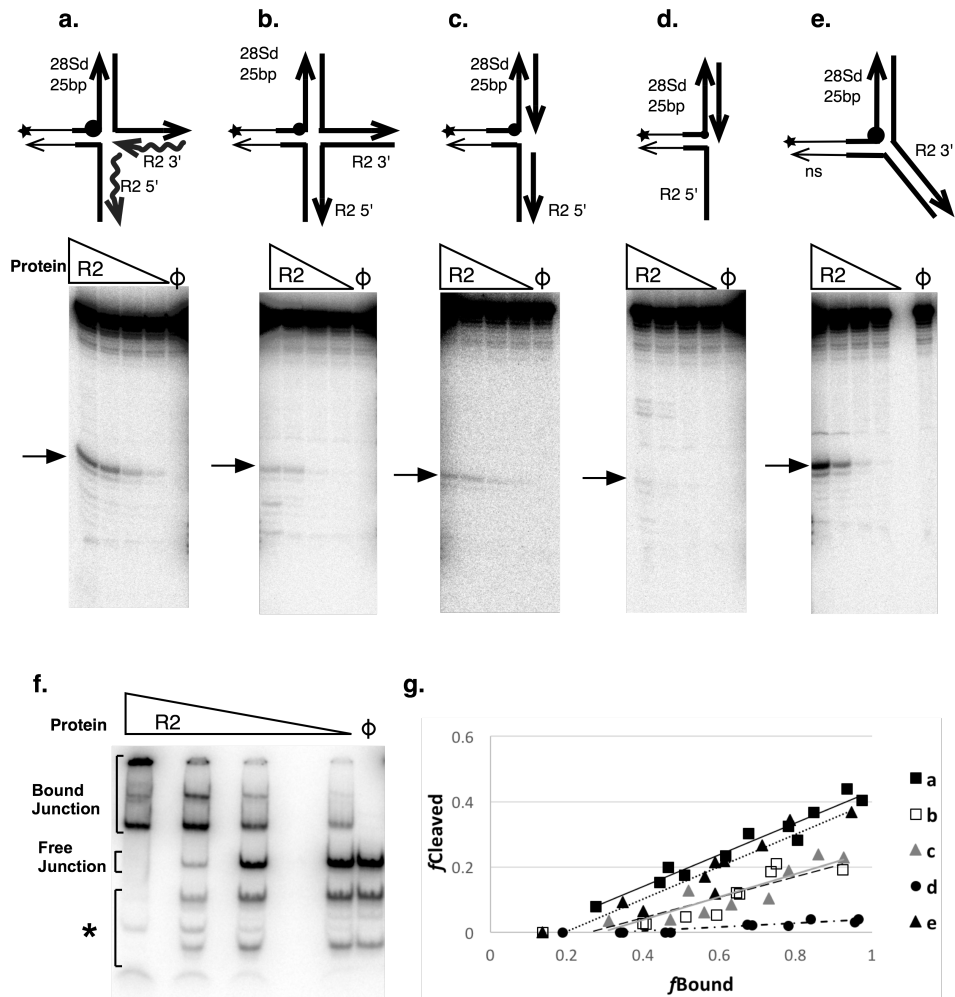 a.
b.
c.
d.
e.
28Sd
25bp
R2 3'
R2 5'
28Sd
25bp
R2 3'
R2 5'
28Sd
25bp
R2 5'
28Sd
25bp
R2 5'
28Sd
25bp
R2 3'
ns
Protein R2 ϕ
R2 ϕ
R2 ϕ
R2 ϕ
R2 ϕ
f.
Protein R2 ϕ
Bound
Junction
Free
Junction
*
g.
fCleaved
0.6
0.4
0.2
0
0 0.2 0.4 0.6 0.8 1
fBound
a
b
c
d
e